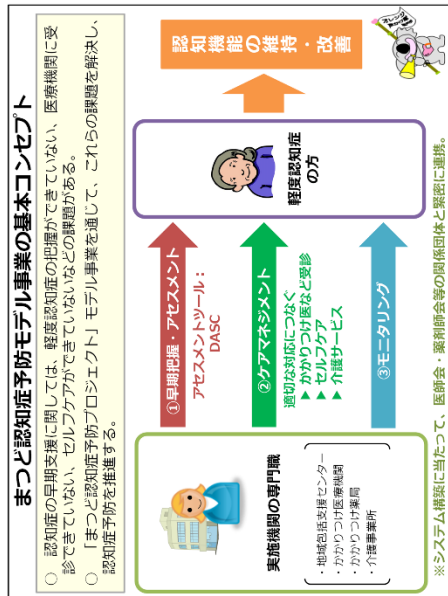 まつど認知症予防モデル事業の基本コンセプト
○ 認知症の早期支援に関しては、軽度認知症の把握ができていない、医療機関に受
診できていない、セルフケアができていないなどの課題がある。
○ 「まつど認知症予防プロジェクト」モデル事業を通じて、これらの課題を解決し、
認知症予防を推進する。
実施機関の専門職
・地域包括支援センター
・かかりつけ医療機関
・かかりつけ薬局
・介護事業所
①早期把握・アセスメント
アセスメントツール：
DASC
②ケアマネジメント
適切な対応につなぐ
▶ かかりつけ医など受診
▶ セルフケア
▶ 介護サービス
③モニタリング
軽度認知症
の方
認知
機能の維持・改善
オレンジ
※システム構築に当たって、医師会・薬剤師会等の関係団体と緊密に連携。